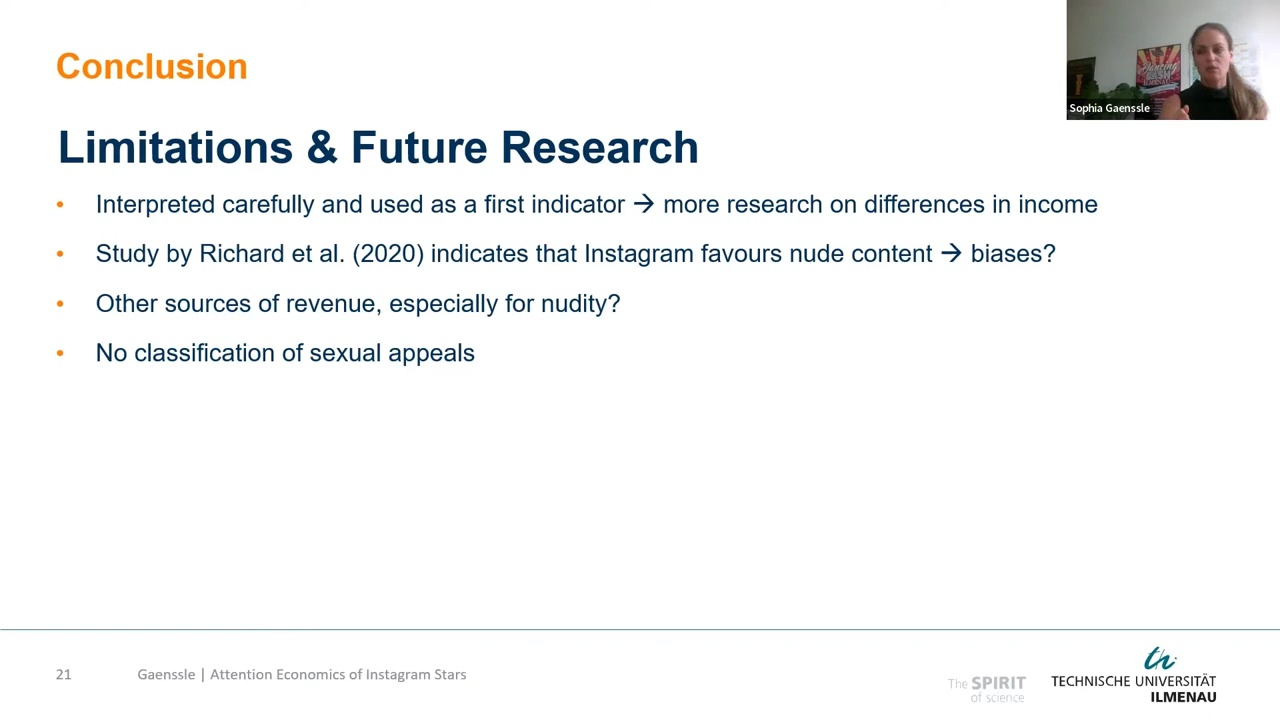 Conclusion
Limitations & Future Research
• Interpreted carefully and used as a first indicator → more research on differences in income
• Study by Richard et al. (2020) indicates that Instagram favours nude content → biases?
• Other sources of revenue, especially for nudity?
• No classification of sexual appeals
Sophia Gaenssle
21
Gaenssle | Attention Economics of Instagram Stars
The SPIRIT
of science
th
TECHNISCHE UNIVERSITÄT
ILMENAU